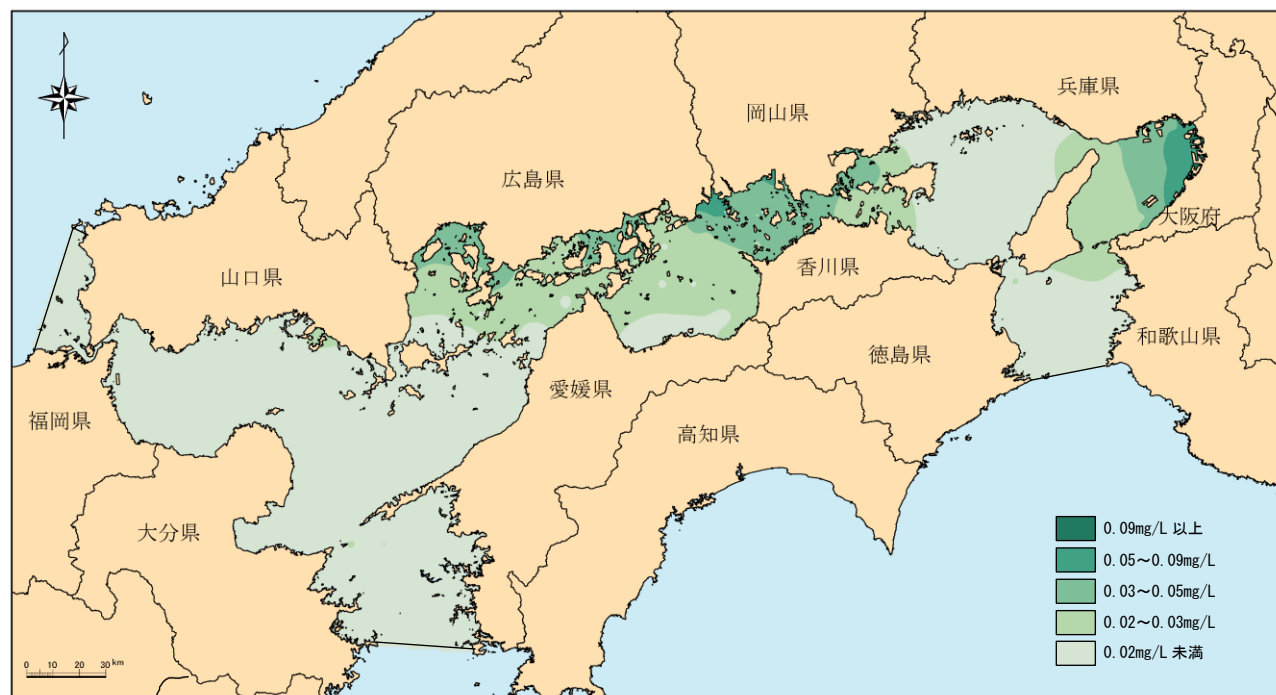 兵庫県
岡山県
広島県
大阪府
香川県
山口県
和歌山県
徳島県
愛媛県
福岡県
高知県
大分県
0.09mg/L 以上
0.05～0.09mg/L
0.03～0.05mg/L
0.02～0.03mg/L
0.02mg/L 未満
0 5 10 20 30 km